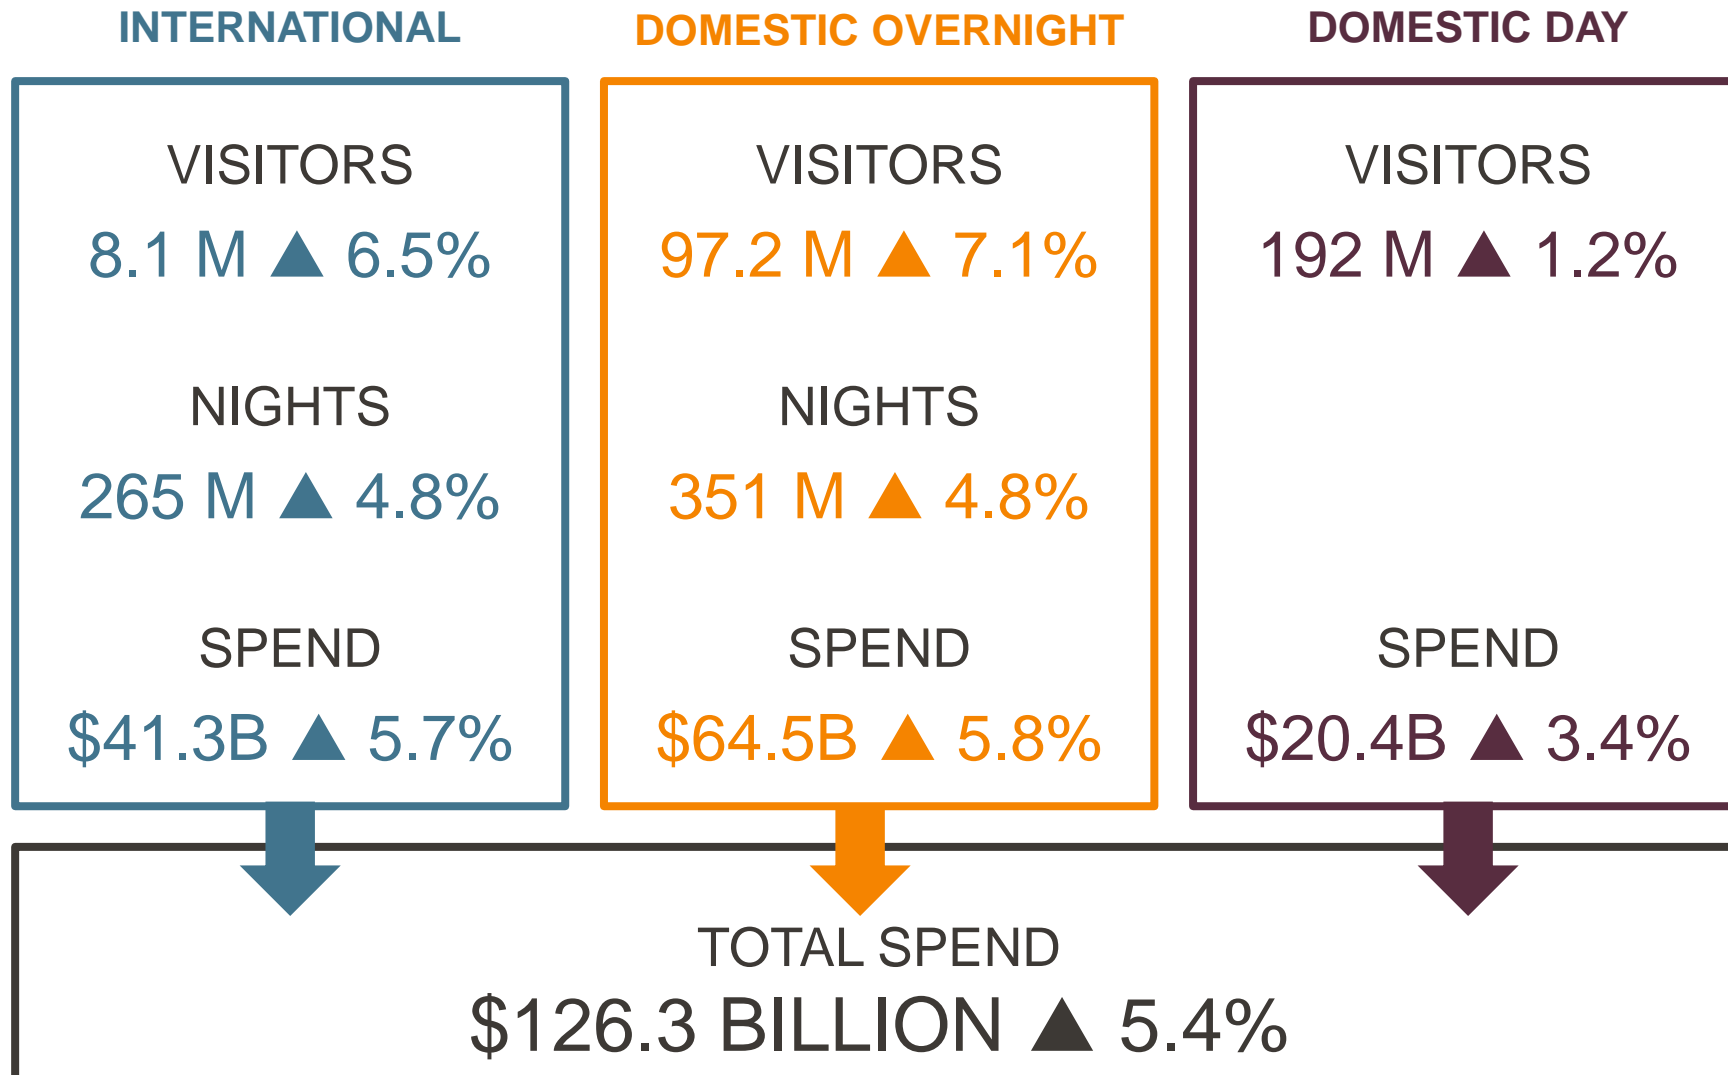 INTERNATIONAL
VISITORS
8.1 M ▲ 6.5%
NIGHTS
265 M ▲ 4.8%
SPEND
$41.3B ▲ 5.7%
DOMESTIC OVERNIGHT
VISITORS
97.2 M ▲ 7.1%
NIGHTS
351 M ▲ 4.8%
SPEND
$64.5B ▲ 5.8%
DOMESTIC DAY
VISITORS
192 M ▲ 1.2%
SPEND
$20.4B ▲ 3.4%
TOTAL SPEND
$126.3 BILLION ▲ 5.4%